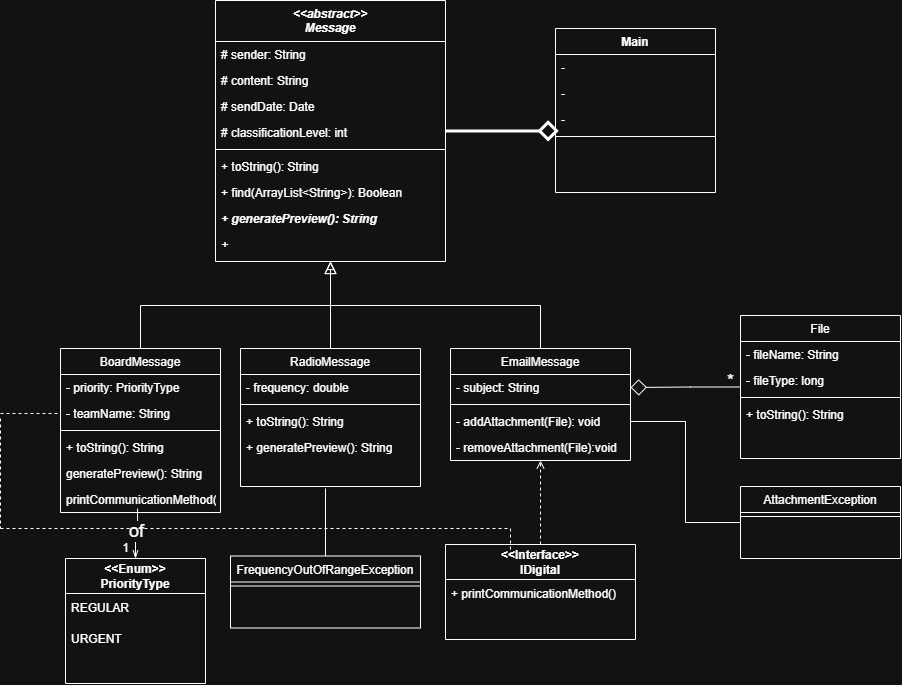 <<abstract>>
Message
# sender: String
# content: String
# sendDate: Date
# classificationLevel: int
+ toString(): String
+ find(ArrayList<String>): Boolean
+ generatePreview(): String
+
Main
-
-
-
BoardMessage
- priority: PriorityType
- teamName: String
+ toString(): String
generatePreview(): String
printCommunicationMethod(
RadioMessage
- frequency: double
+ toString(): String
+ generatePreview(): String
EmailMessage
- subject: String
- addAttachment(File): void
- removeAttachment(File):void
*
File
- fileName: String
- fileType: long
+ toString(): String
AttachmentException
of
1
<<Enum>>
PriorityType
REGULAR
URGENT
FrequencyOutOfRangeException
<<Interface>>
IDigital
+ printCommunicationMethod()